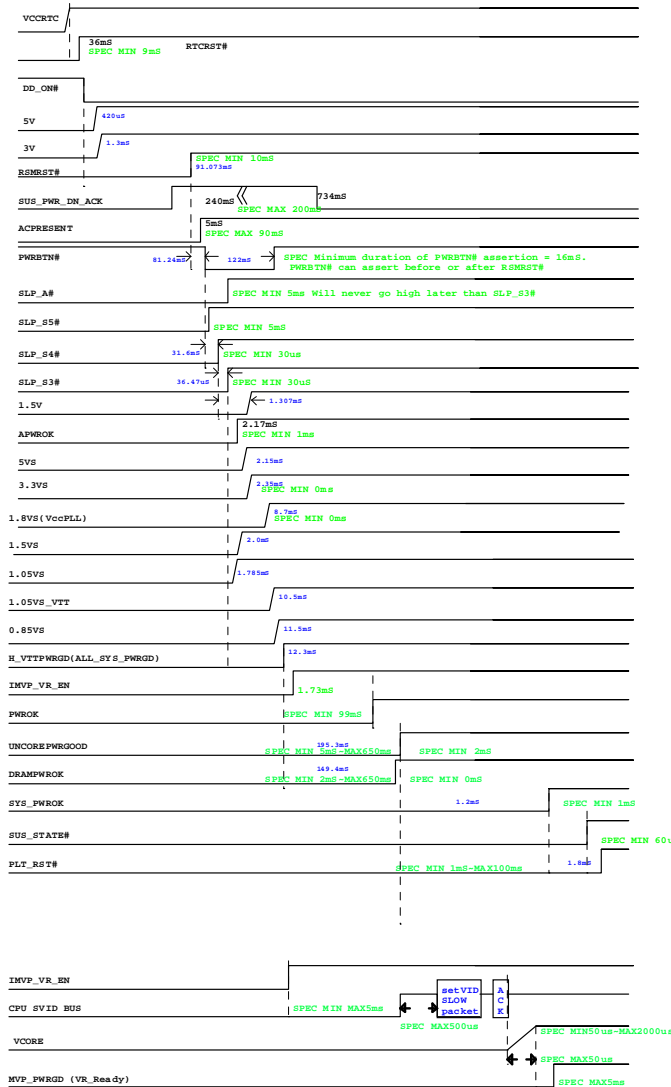 VCCRTC
36mS RTCRST#
SPEC MIN 9mS
DD_ON#
5V 420uS
3V 1.3mS
SPEC MIN 10mS
RSMRST# 91.073mS
SUS_PWR_DN_ACK 240mS 734mS
SPEC MAX 200mS
ACPRESENT 5mS
SPEC MAX 90mS
PWRBTN# 81.24mS 122mS SPEC Minimum duration of PWRBTN# assertion = 16mS.
PWRBTN# can assert before or after RSMRST#
SLP_A# SPEC MIN 5ms Will never go high later than SLP_S3#
SLP_S5# SPEC MIN 5mS
SLP_S4# 31.6mS SPEC MIN 30us
SLP_S3# 36.47uS SPEC MIN 30uS
1.5V 1.307mS
APWROK 2.17mS
SPEC MIN 1ms
5VS 2.15mS
3.3VS 2.35mS
SPEC MIN 0ms
1.8VS(VccPLL) 8.7mS
SPEC MIN 0ms
1.5VS 2.0mS
1.05VS 1.785mS
1.05VS_VTT 10.5mS
0.85VS 11.5mS
H_VTTPWRGD(ALL_SYS_PWRGD) 12.3mS
IMVP_VR_EN 1.73mS
PWROK SPEC MIN 99mS
UNCOREPWRGOOD 195.3mS
SPEC MIN 5mS-MAX650ms SPEC MIN 2mS
DRAMPWROK 149.4mS
SPEC MIN 2mS-MAX650ms SPEC MIN 0mS
SYS_PWROK 1.2mS SPEC MIN 1mS
SUS_STATE# SPEC MIN 60u
PLT_RST# SPEC MIN 1mS-MAX100ms 1.8mS
IMVP_VR_EN
CPU SVID BUS SPEC MIN MAX5ms
setVID
SLOW
packet
A
C
K
SPEC MAX500us
VCORE SPEC MIN50us-MAX2000us
SPEC MAX50us
MVP_PWRGD (VR_Ready) SPEC MAX5ms